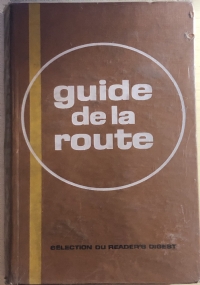 guide
de la
route
SÉLECTION DU READER'S DIGEST